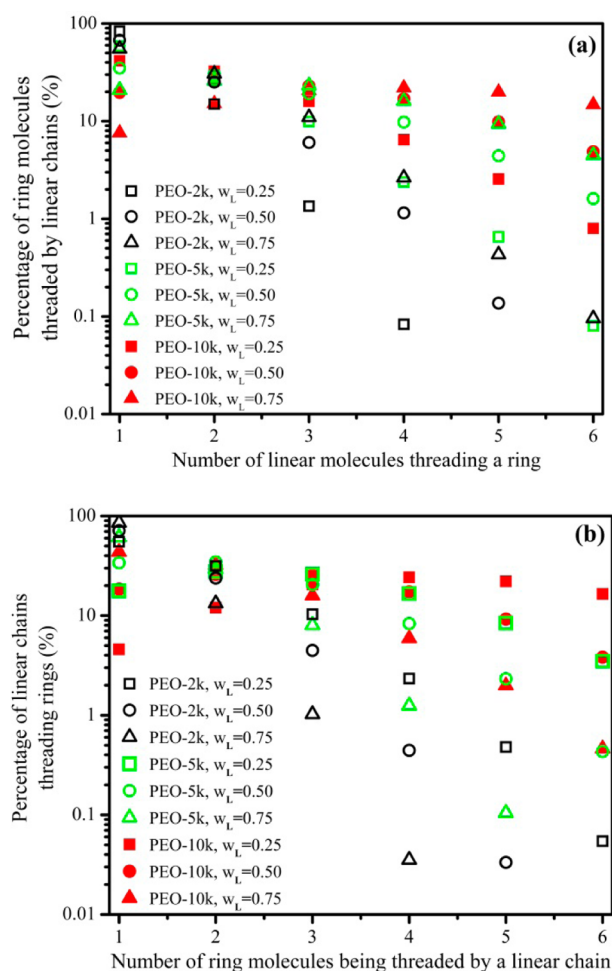 100
(a)
10
1
0.1
0.01
Percentage of ring molecules
threaded by linear chains (%)
PEO-2k, w_L=0.25
PEO-2k, w_L=0.50
PEO-2k, w_L=0.75
PEO-5k, w_L=0.25
PEO-5k, w_L=0.50
PEO-5k, w_L=0.75
PEO-10k, w_L=0.25
PEO-10k, w_L=0.50
PEO-10k, w_L=0.75
1 2 3 4 5 6
Number of linear molecules threading a ring
100
(b)
10
1
0.1
0.01
Percentage of linear chains
threading rings (%)
PEO-2k, w_L=0.25
PEO-2k, w_L=0.50
PEO-2k, w_L=0.75
PEO-5k, w_L=0.25
PEO-5k, w_L=0.50
PEO-5k, w_L=0.75
PEO-10k, w_L=0.25
PEO-10k, w_L=0.50
PEO-10k, w_L=0.75
1 2 3 4 5 6
Number of ring molecules being threaded by a linear chain